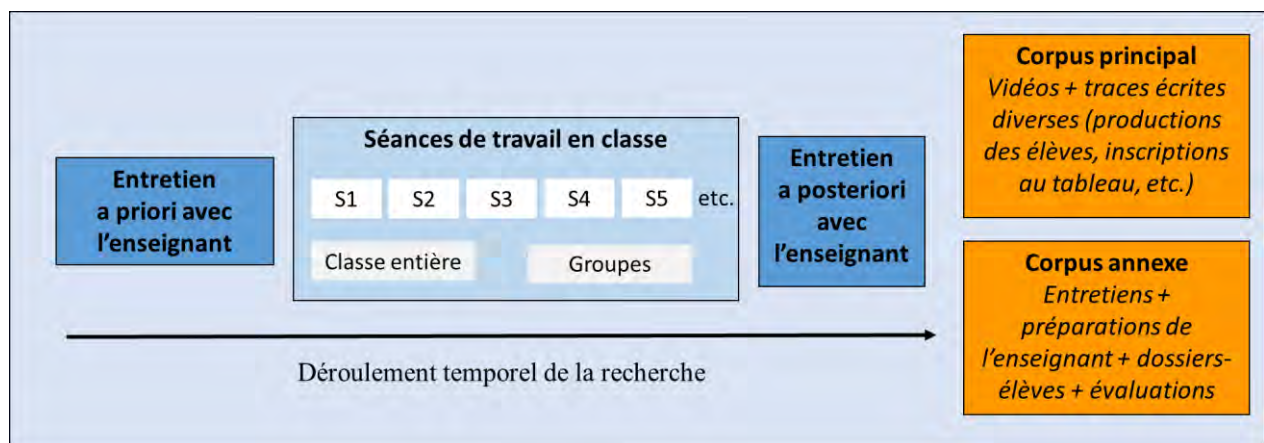 Entretien
a priori avec
l'enseignant
Séances de travail en classe
S1 S2 S3 S4 S5 etc.
Classe entière Groupes
Entretien
a posteriori
avec
l'enseignant
Déroulement temporel de la recherche
Corpus principal
Vidéos + traces écrites
diverses (productions
des élèves, inscriptions
au tableau, etc.)
Corpus annexe
Entretiens +
préparations de
l'enseignant + dossiers-
élèves + évaluations